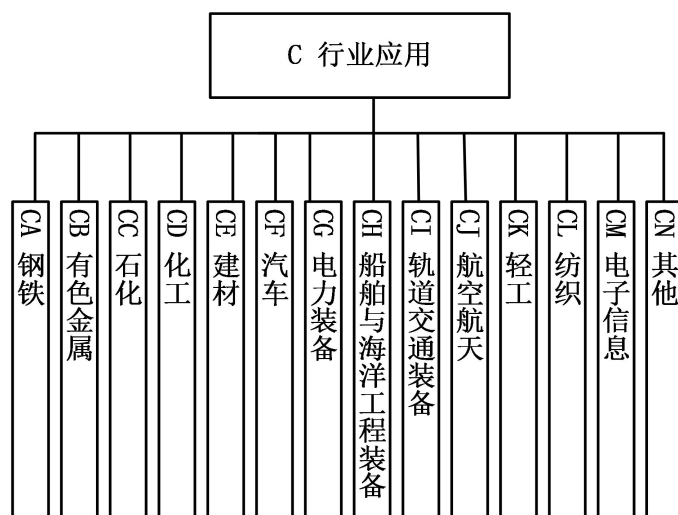 C 行业应用
CA 钢铁
CB 有色金属
CC 石化
CD 化工
CE 建材
CF 汽车
CG 电力装备
CH 船舶与海洋工程装备
CI 轨道交通装备
CJ 航空航天
CK 轻工
CL 纺织
CM 电子信息
CN 其他